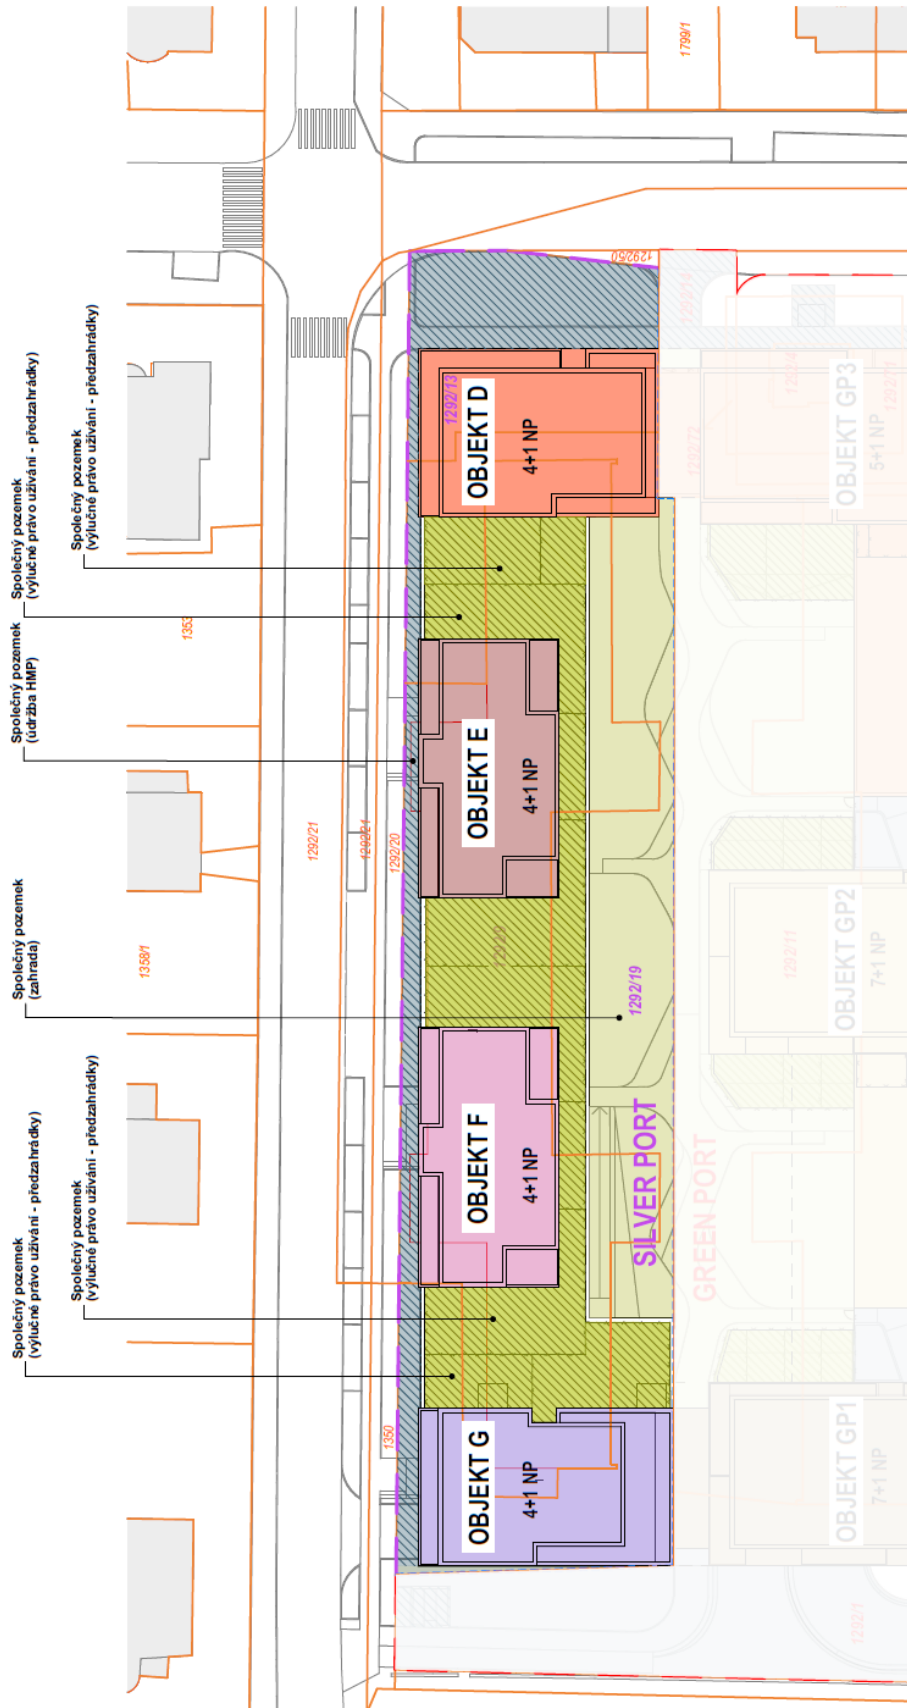 Společný pozemek
(výlučné právo užívání - předzahrádky)
Společný pozemek
(výlučné právo užívání - předzahrádky)
Společný pozemek
(zahrada)
Společný pozemek
(údržba HMP)
Společný pozemek
(výlučné právo užívání - předzahrádky)
Společný pozemek
(výlučné právo užívání - předzahrádky)
1358/1
1353
1799/1
1292/21
1292/21
1292/20
1350
1292/13
1292/50
OBJEKT G
4+1 NP
OBJEKT F
4+1 NP
OBJEKT E
4+1 NP
OBJEKT D
4+1 NP
1292/19
SILVER PORT
GREEN PORT
1292/72
OBJEKT GP1
7+1 NP
OBJEKT GP2
7+1 NP
OBJEKT GP3
5+1 NP
1292/11
1292/1